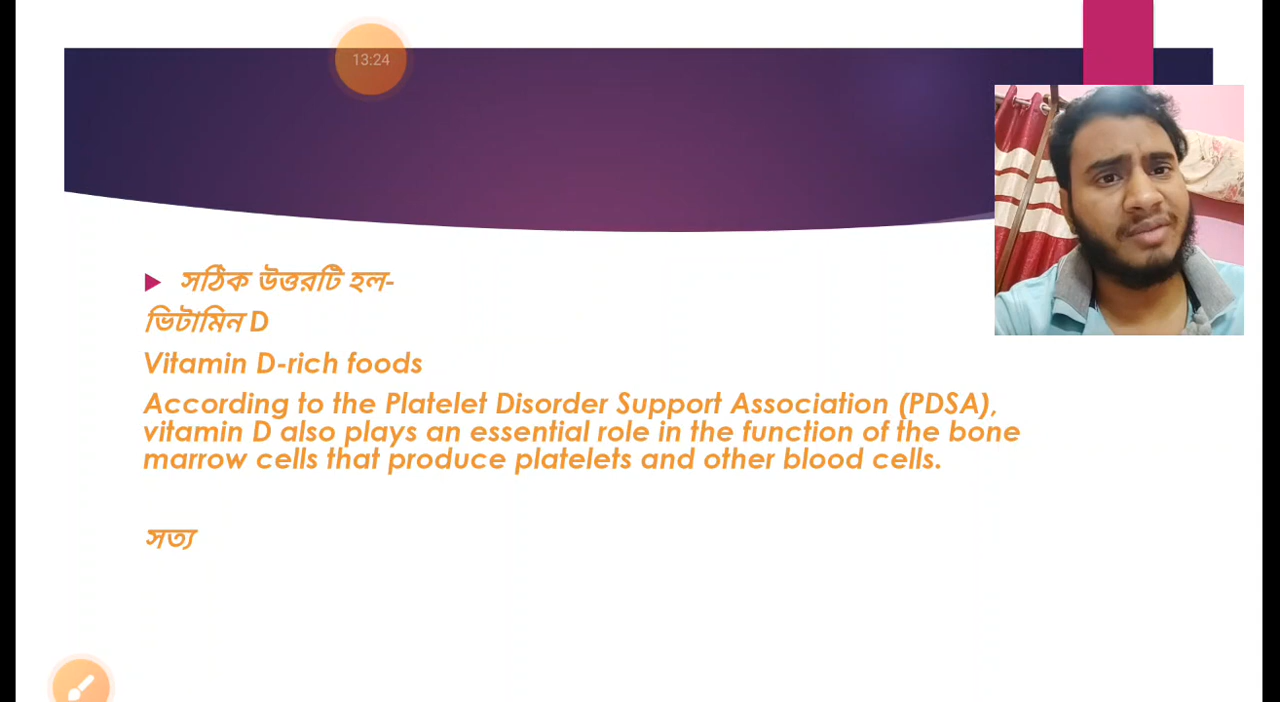 13:24
সঠিক উত্তরটি হল-
ভিটামিন D
Vitamin D-rich foods
According to the Platelet Disorder Support Association (PDSA),
vitamin D also plays an essential role in the function of the bone
marrow cells that produce platelets and other blood cells.
সত্য